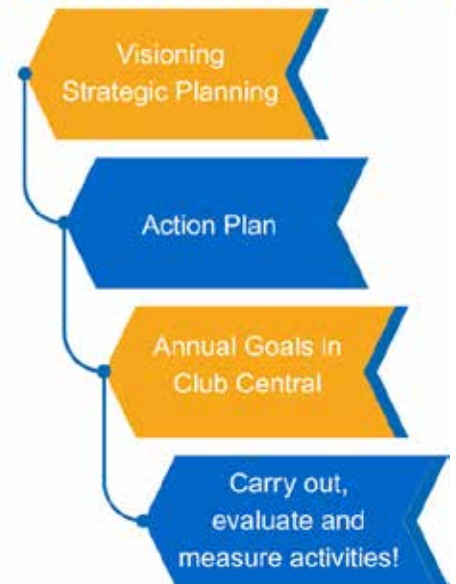 Visioning
Strategic Planning
Action Plan
Annual Goals in
Club Central
Carry out,
evaluate and
measure activities!